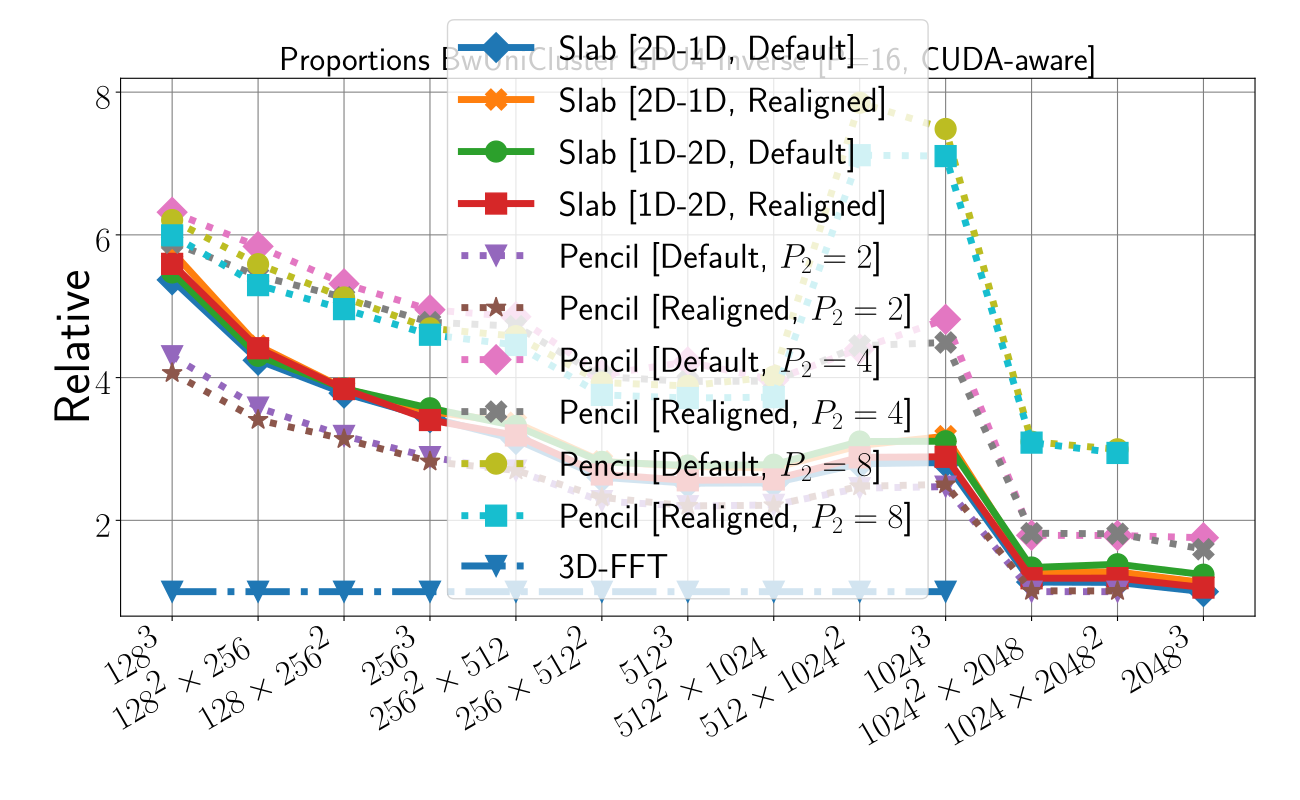 Proportions BwUniCluster GPU4 Inverse [P=16, CUDA-aware]
Slab [2D-1D, Default]
Slab [2D-1D, Realigned]
Slab [1D-2D, Default]
Slab [1D-2D, Realigned]
Pencil [Default, P₂ = 2]
Pencil [Realigned, P₂ = 2]
Pencil [Default, P₂ = 4]
Pencil [Realigned, P₂ = 4]
Pencil [Default, P₂ = 8]
Pencil [Realigned, P₂ = 8]
3D-FFT
Relative
8
6
4
2
128³
128² × 256
128 × 256²
256³
256² × 512
256 × 512²
512³
512² × 1024
512 × 1024²
1024³
1024² × 2048
1024 × 2048²
2048³